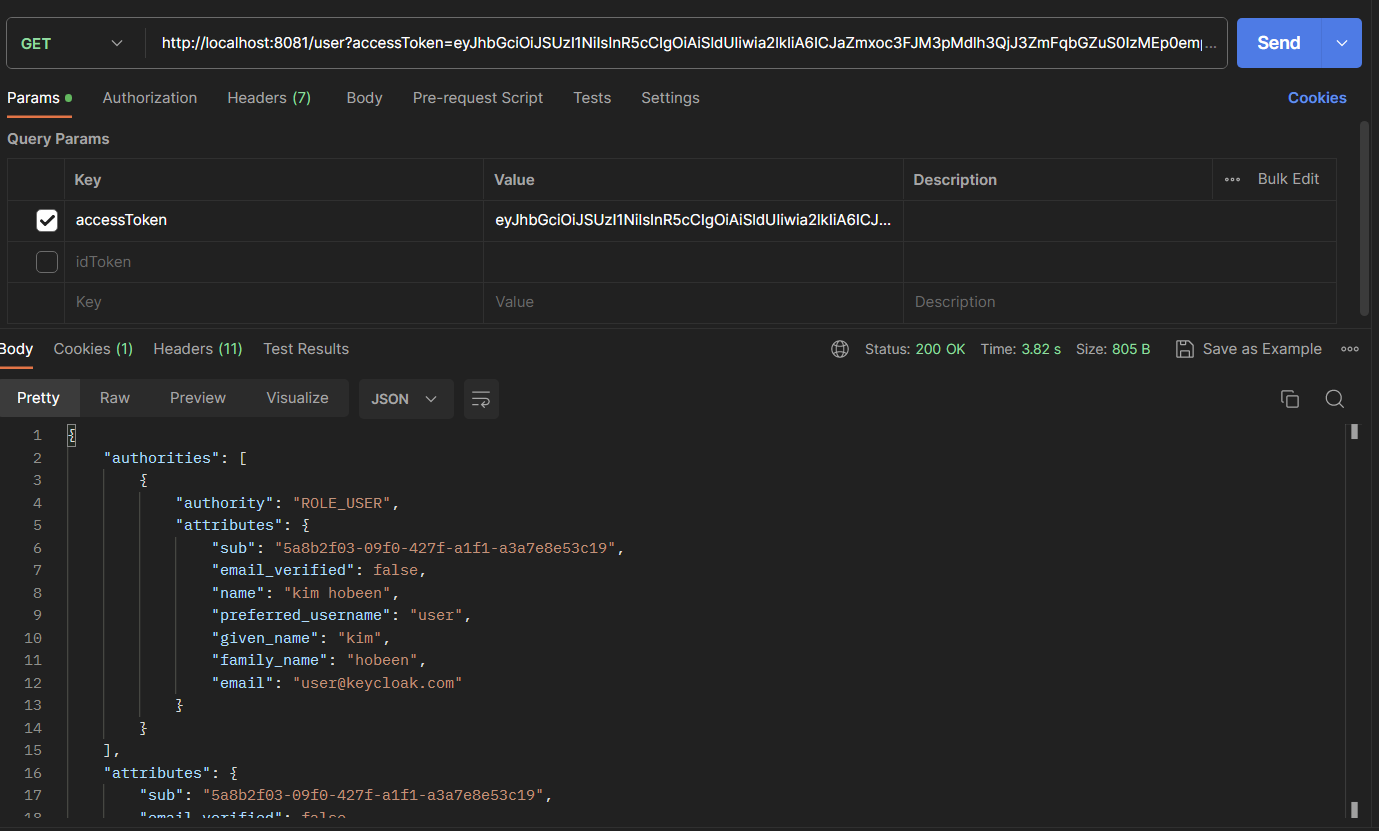 GET
http://localhost:8081/user?accessToken=
Send
Params
Authorization
Headers (7)
Body
Pre-request Script
Tests
Settings
Cookies
Query Params
Key
Value
Description
Bulk Edit
accessToken
idToken
Key
Value
Description
Body
Cookies (1)
Headers (11)
Test Results
Status: 200 OK
Time: 3.82 s
Size: 805 B
Save as Example
Pretty
Raw
Preview
Visualize
JSON
1 {
2 "authorities": [
3 {
4 "authority": "ROLE_USER",
5 "attributes": {
6 "sub": "5a8b2f03-09f0-427f-a1f1-a3a7e8e53c19",
7 "email_verified": false,
8 "name": "kim hobeen",
9 "preferred_username": "user",
10 "given_name": "kim",
11 "family_name": "hobeen",
12 "email": "user@keycloak.com"
13 }
14 }
15 ],
16 "attributes": {
17 "sub": "5a8b2f03-09f0-427f-a1f1-a3a7e8e53c19",
18 "email_verified": false